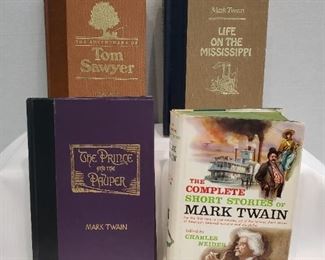 THE ADVENTURES OF
Tom
Sawyer
Mark Twain
LIFE
ON THE
MISSISSIPPI
The Prince
AND THE
Pauper
MARK TWAIN
THE
COMPLETE
SHORT STORIES OF
MARK TWAIN
Edited by
CHARLES
NEIDER